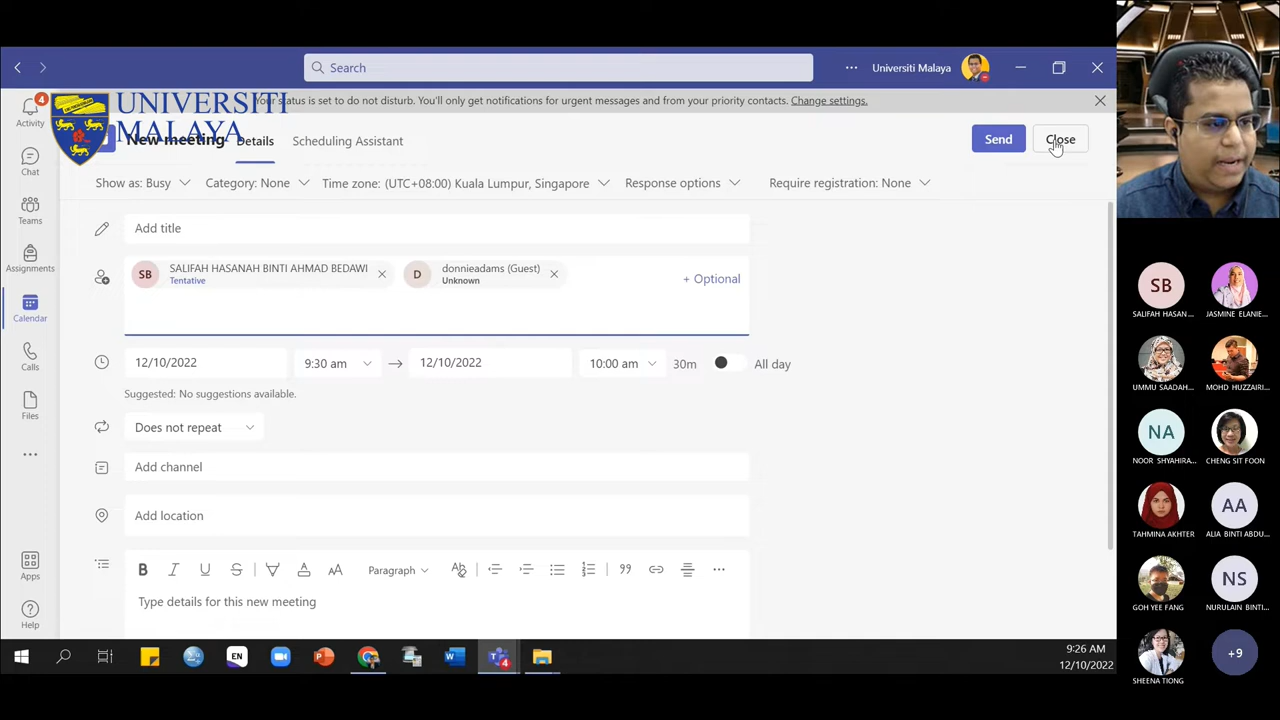 Search
Universiti Malaya
UNIVERSITI
MALAYA
Your status is set to do not disturb. You'll only get notifications for urgent messages and from your priority contacts. Change settings.
4
Activity
New meeting
Details
Scheduling Assistant
Send
Close
Chat
Show as: Busy
Category: None
Time zone: (UTC+08:00) Kuala Lumpur, Singapore
Response options
Require registration: None
Teams
Add title
Assignments
SB
SALIFAH HASANAH BINTI AHMAD BEDAWI
Tentative
D
donnieadams (Guest)
Unknown
+ Optional
Calendar
12/10/2022
9:30 am
12/10/2022
10:00 am
30m
All day
Calls
Suggested: No suggestions available.
Files
Does not repeat
Add channel
Add location
B I U S
A
AA
Paragraph
Ab
Type details for this new meeting
Apps
Help
EN
4
9:26 AM
12/10/2022
SB
SALIFAH HASAN...
JASMINE ELANIE...
UMMU SAADAH...
MOHD HUZZAIRI...
NA
NOOR SHYAHIRA...
CHENG SIT FOON
TAHMINA AKHTER
AA
ALIA BINTI ABDU...
GOH YEE FANG
NS
NURULAIN BINTI...
SHEENA TIONG
+9